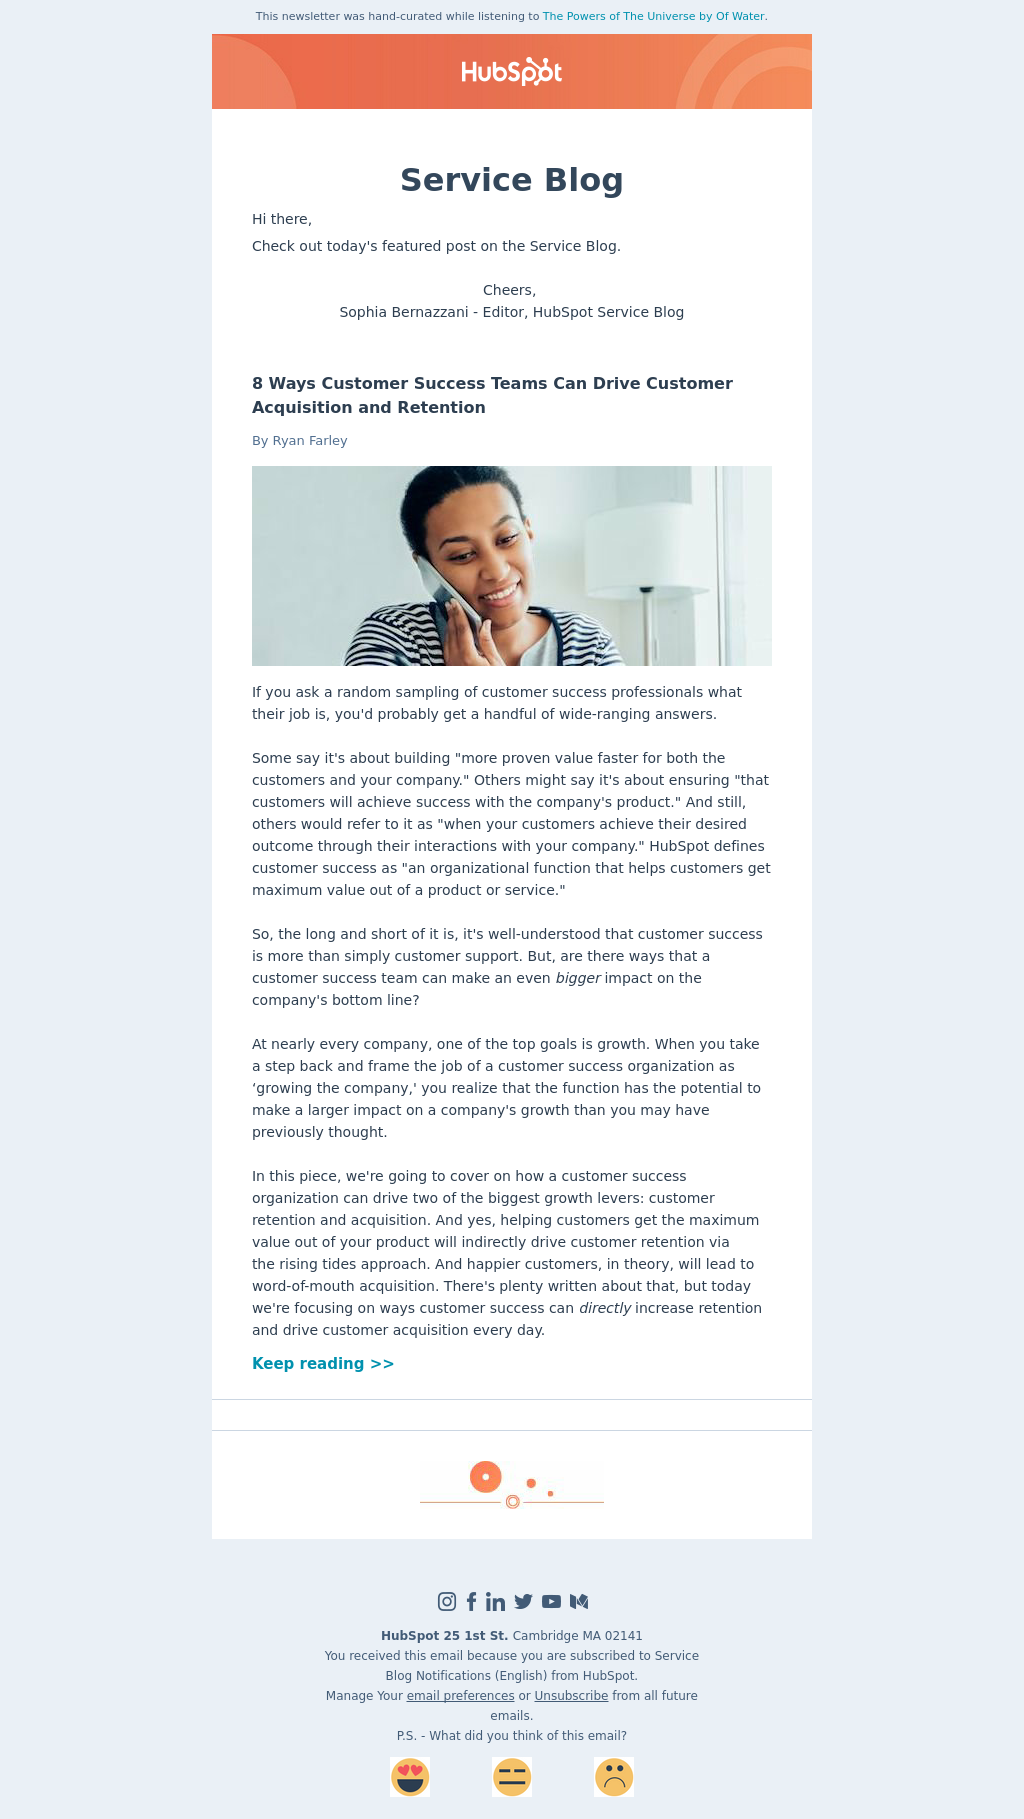 This newsletter was hand-curated while listening to The Powers of The Universe by Of Water.
HubSpot
Service Blog
Hi there,
Check out today's featured post on the Service Blog.
Cheers,
Sophia Bernazzani - Editor, HubSpot Service Blog
8 Ways Customer Success Teams Can Drive Customer
Acquisition and Retention
By Ryan Farley
If you ask a random sampling of customer success professionals what
their job is, you'd probably get a handful of wide-ranging answers.
Some say it's about building "more proven value faster for both the
customers and your company." Others might say it's about ensuring "that
customers will achieve success with the company's product." And still,
others would refer to it as "when your customers achieve their desired
outcome through their interactions with your company." HubSpot defines
customer success as "an organizational function that helps customers get
maximum value out of a product or service."
So, the long and short of it is, it's well-understood that customer success
is more than simply customer support. But, are there ways that a
customer success team can make an even bigger impact on the
company's bottom line?
At nearly every company, one of the top goals is growth. When you take
a step back and frame the job of a customer success organization as
‘growing the company,' you realize that the function has the potential to
make a larger impact on a company's growth than you may have
previously thought.
In this piece, we're going to cover on how a customer success
organization can drive two of the biggest growth levers: customer
retention and acquisition. And yes, helping customers get the maximum
value out of your product will indirectly drive customer retention via
the rising tides approach. And happier customers, in theory, will lead to
word-of-mouth acquisition. There's plenty written about that, but today
we're focusing on ways customer success can directly increase retention
and drive customer acquisition every day.
Keep reading >>
HubSpot 25 1st St. Cambridge MA 02141
You received this email because you are subscribed to Service
Blog Notifications (English) from HubSpot.
Manage Your email preferences or Unsubscribe from all future
emails.
P.S. - What did you think of this email?